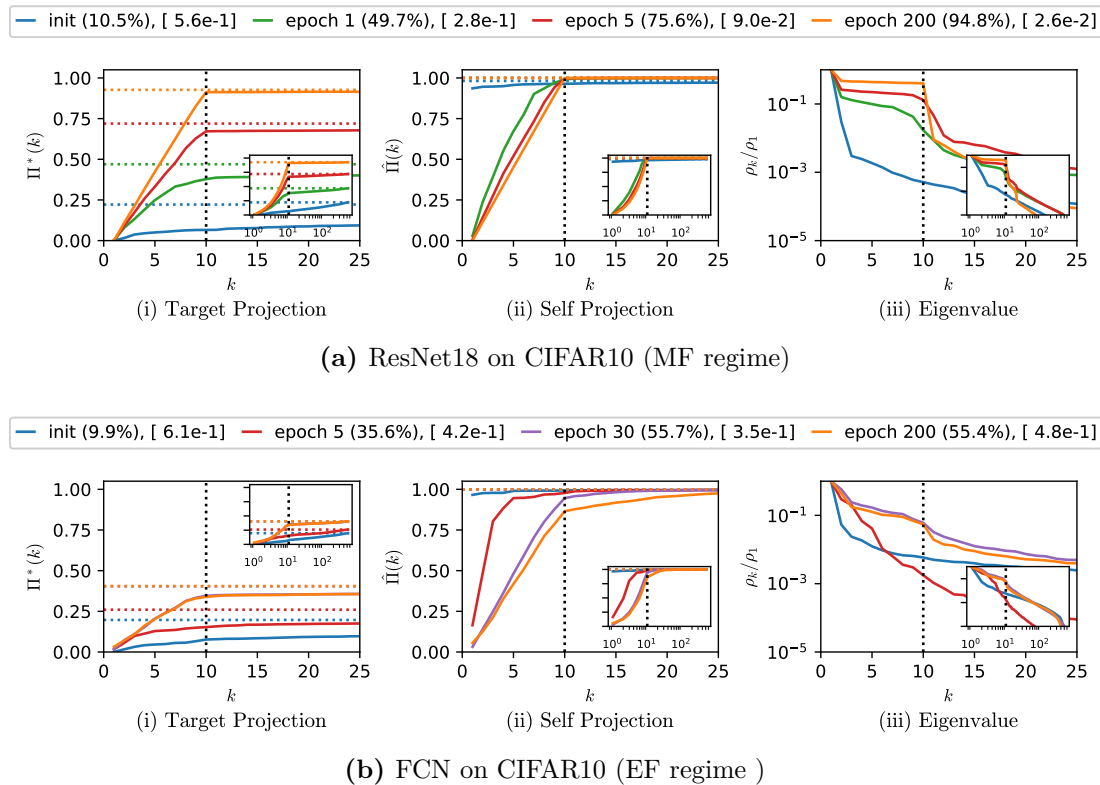 init (10.5%), [ 5.6e-1] epoch 1 (49.7%), [ 2.8e-1] epoch 5 (75.6%), [ 9.0e-2] epoch 200 (94.8%), [ 2.6e-2]
1.00
0.75
0.50
0.25
0.00
Π*(k)
10⁰ 10¹ 10²
0 5 10 15 20 25
k
(i) Target Projection
1.00
0.75
0.50
0.25
0.00
Π̂(k)
10⁰ 10¹ 10²
0 5 10 15 20 25
k
(ii) Self Projection
10⁻¹
10⁻³
10⁻⁵
ρₖ/ρ₁
10⁰ 10¹ 10²
0 5 10 15 20 25
k
(iii) Eigenvalue
(a) ResNet18 on CIFAR10 (MF regime)
init (9.9%), [ 6.1e-1] epoch 5 (35.6%), [ 4.2e-1] epoch 30 (55.7%), [ 3.5e-1] epoch 200 (55.4%), [ 4.8e-1]
1.00
0.75
0.50
0.25
0.00
Π*(k)
10⁰ 10¹ 10²
0 5 10 15 20 25
k
(i) Target Projection
1.00
0.75
0.50
0.25
0.00
Π̂(k)
10⁰ 10¹ 10²
0 5 10 15 20 25
k
(ii) Self Projection
10⁻¹
10⁻³
10⁻⁵
ρₖ/ρ₁
10⁰ 10¹ 10²
0 5 10 15 20 25
k
(iii) Eigenvalue
(b) FCN on CIFAR10 (EF regime )